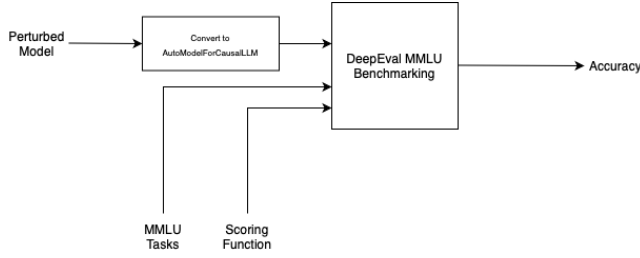 Perturbed
Model
Convert to
AutoModelForCausalLLM
DeepEval MMLU
Benchmarking
Accuracy
MMLU
Tasks
Scoring
Function